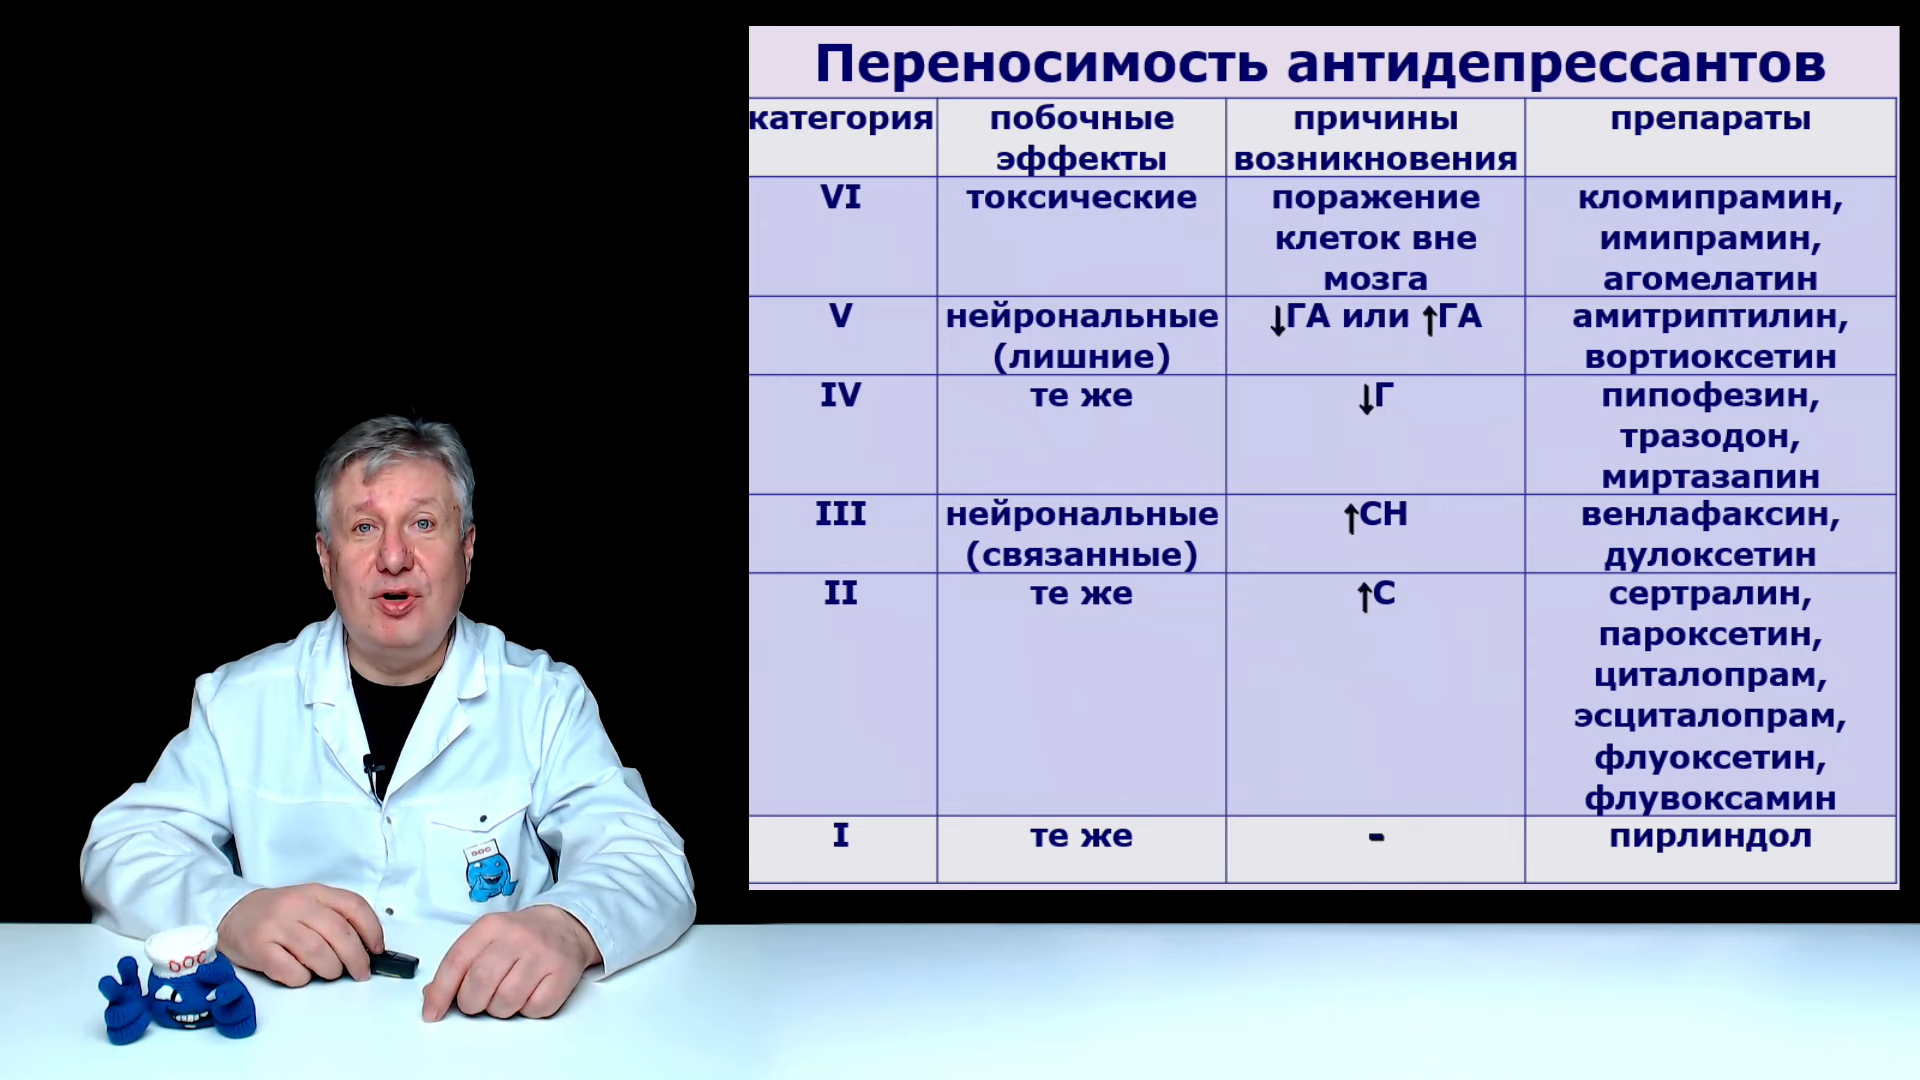 Переносимость антидепрессантов
категория
побочные
эффекты
причины
возникновения
препараты
VI
токсические
поражение
клеток вне
мозга
кломипрамин,
имипрамин,
агомелатин
V
нейрональные
(лишние)
↓ГА или ↑ГА
амитриптилин,
вортиоксетин
IV
те же
↓Г
пипофезин,
тразодон,
миртазапин
III
нейрональные
(связанные)
↑СН
венлафаксин,
дулоксетин
II
те же
↑С
сертралин,
пароксетин,
циталопрам,
эсциталопрам,
флуоксетин,
флувоксамин
I
те же
-
пирлиндол
DOC
DOC